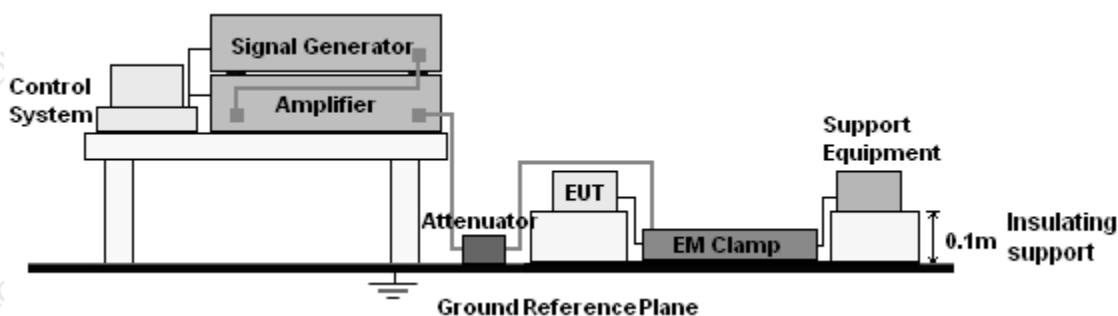 Signal Generator
Control
System
Amplifier
Support
Equipment
EUT
Attenuator
EM Clamp
0.1m
Insulating
support
Ground Reference Plane